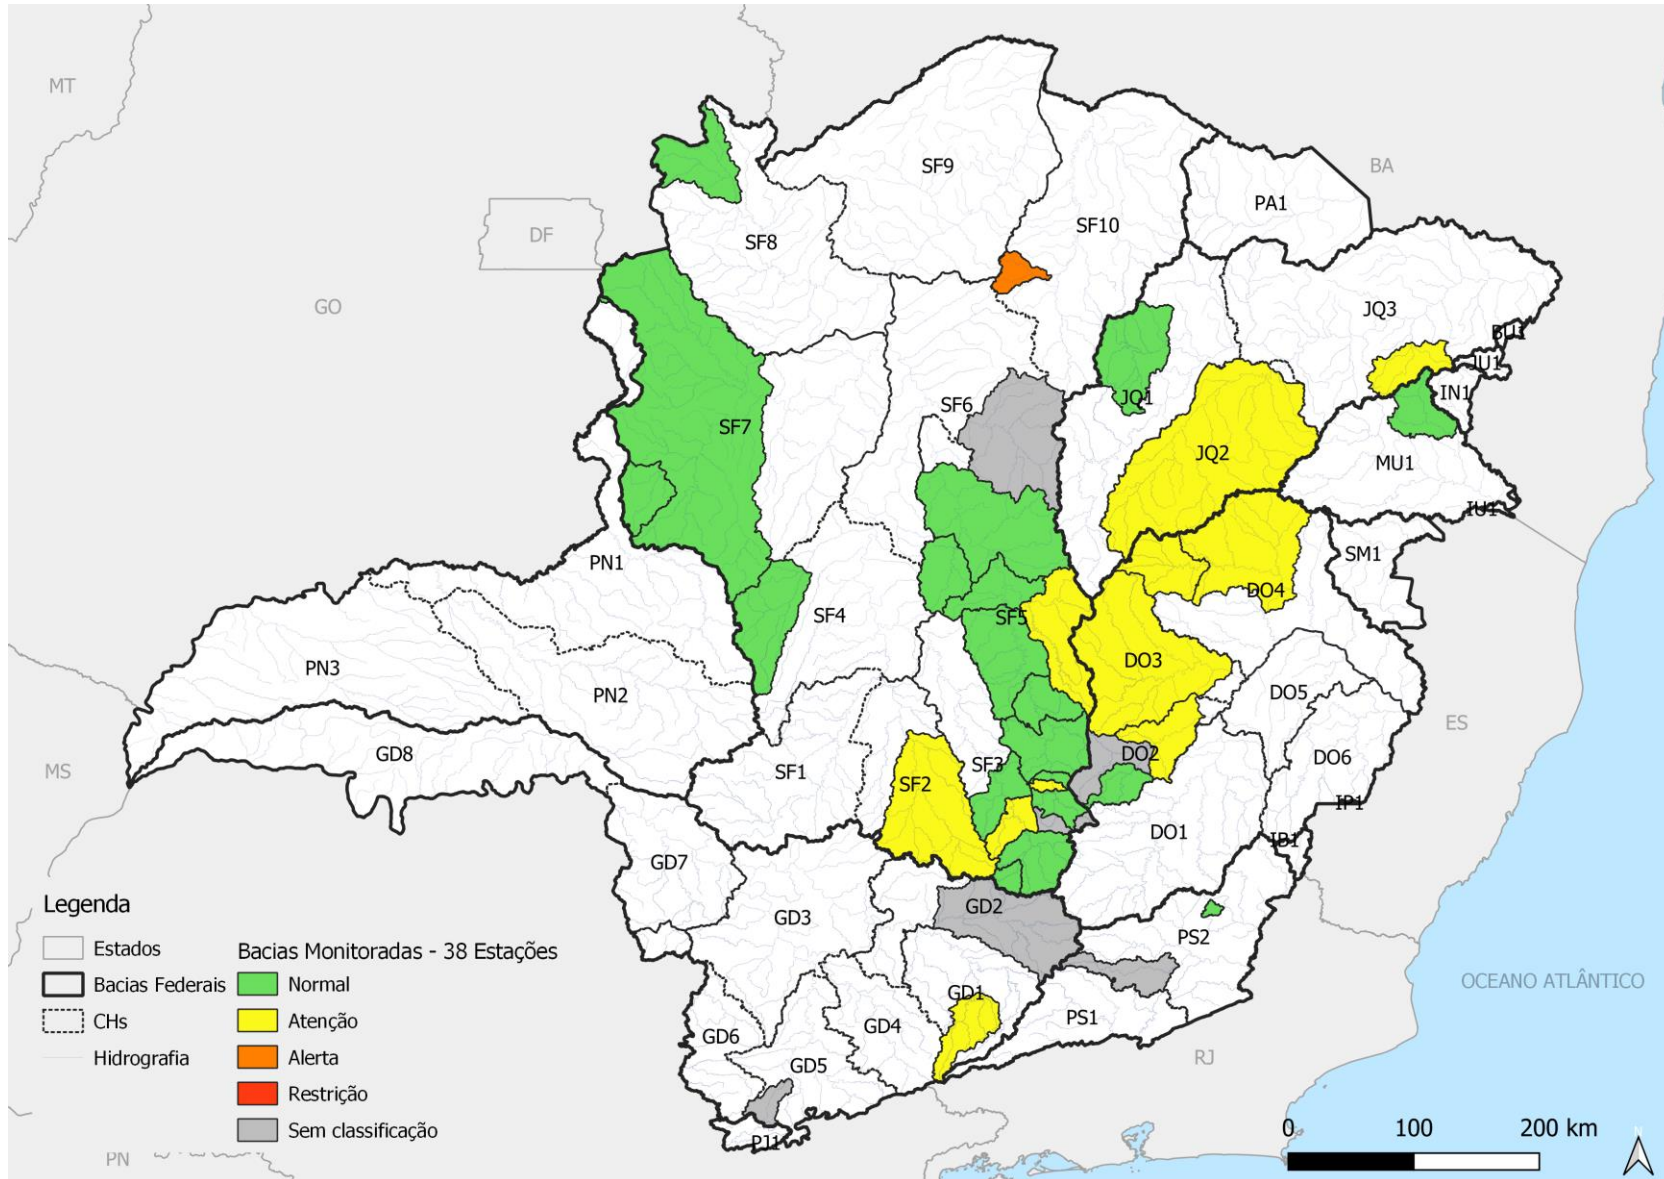 MT
SF9
BA
PA1
DF
SF10
SF8
GO
JQ3
BU1
JU1
IN1
JQ1
SF6
SF7
JQ2
MU1
IU1
SM1
PN1
DO4
SF4
SF5
DO3
PN3
PN2
DO5
ES
GD8
DO2
DO6
MS
SF1
SF3
SF2
IP1
DO1
IB1
GD7
GD2
GD3
PS2
OCEANO ATLÂNTICO
GD1
PS1
GD4
GD6
RJ
GD5
PJ1
PN
Legenda
Estados
Bacias Federais
CHs
Hidrografia
Bacias Monitoradas - 38 Estações
Normal
Atenção
Alerta
Restrição
Sem classificação
0 100 200 km
N